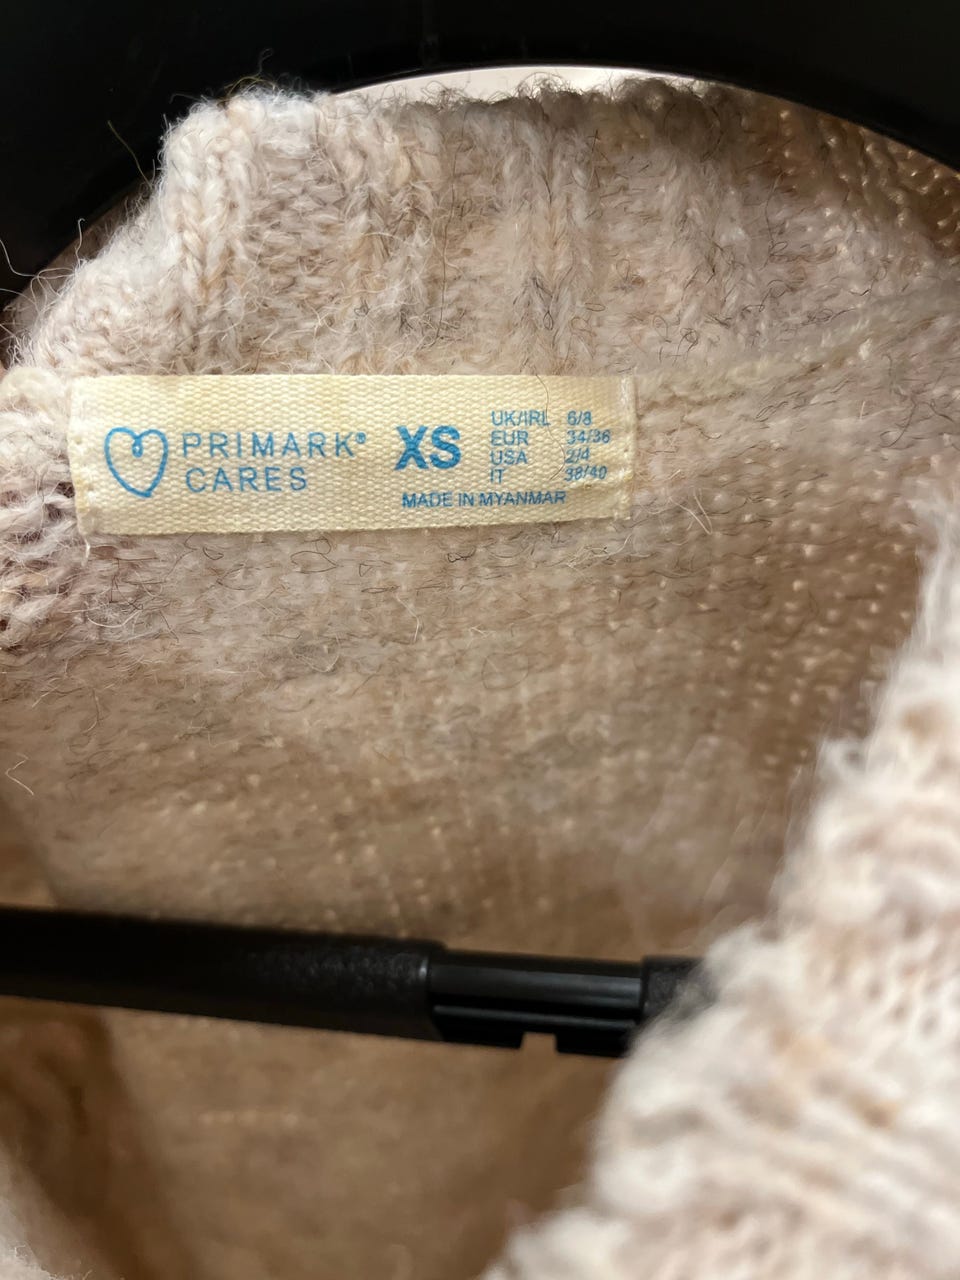 PRIMARK®
CARES
XS
UK/IRL 6/8
EUR 34/36
USA 2/4
IT 38/40
MADE IN MYANMAR